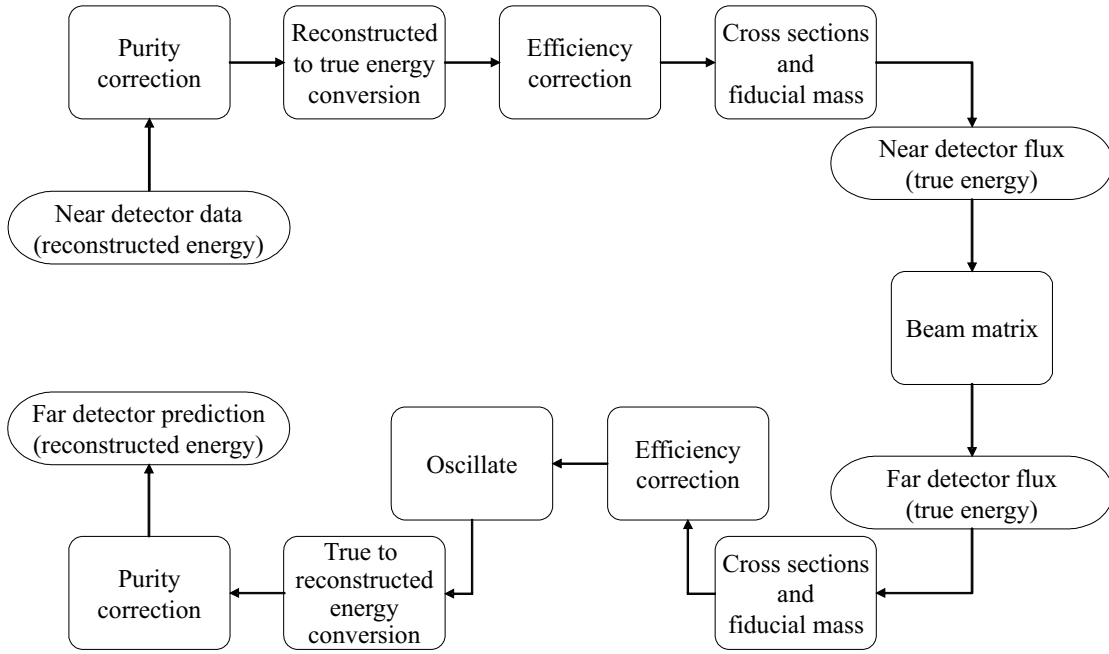 Purity
correction
Reconstructed
to true energy
conversion
Efficiency
correction
Cross sections
and
fiducial mass
Near detector flux
(true energy)
Near detector data
(reconstructed energy)
Beam matrix
Far detector prediction
(reconstructed energy)
Oscillate
Efficiency
correction
Far detector flux
(true energy)
Purity
correction
True to
reconstructed
energy
conversion
Cross sections
and
fiducial mass